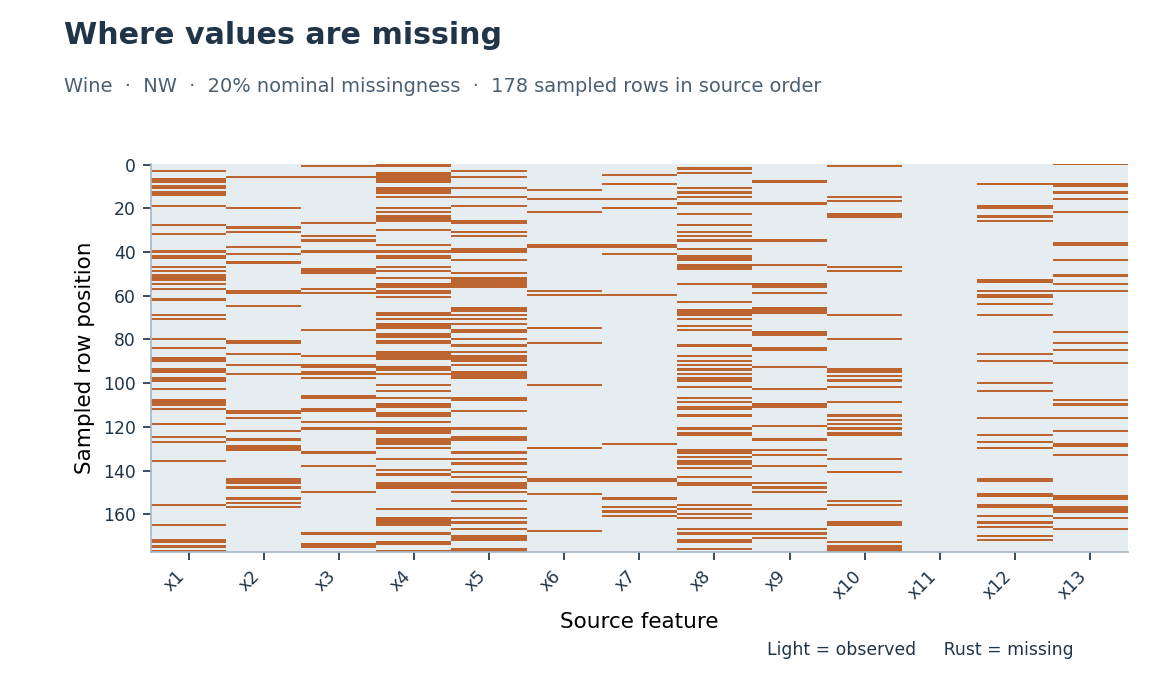 Where values are missing
Wine · NW · 20% nominal missingness · 178 sampled rows in source order
0
20
40
60
80
100
120
140
160
Sampled row position
x1 x2 x3 x4 x5 x6 x7 x8 x9 x10 x11 x12 x13
Source feature
Light = observed Rust = missing